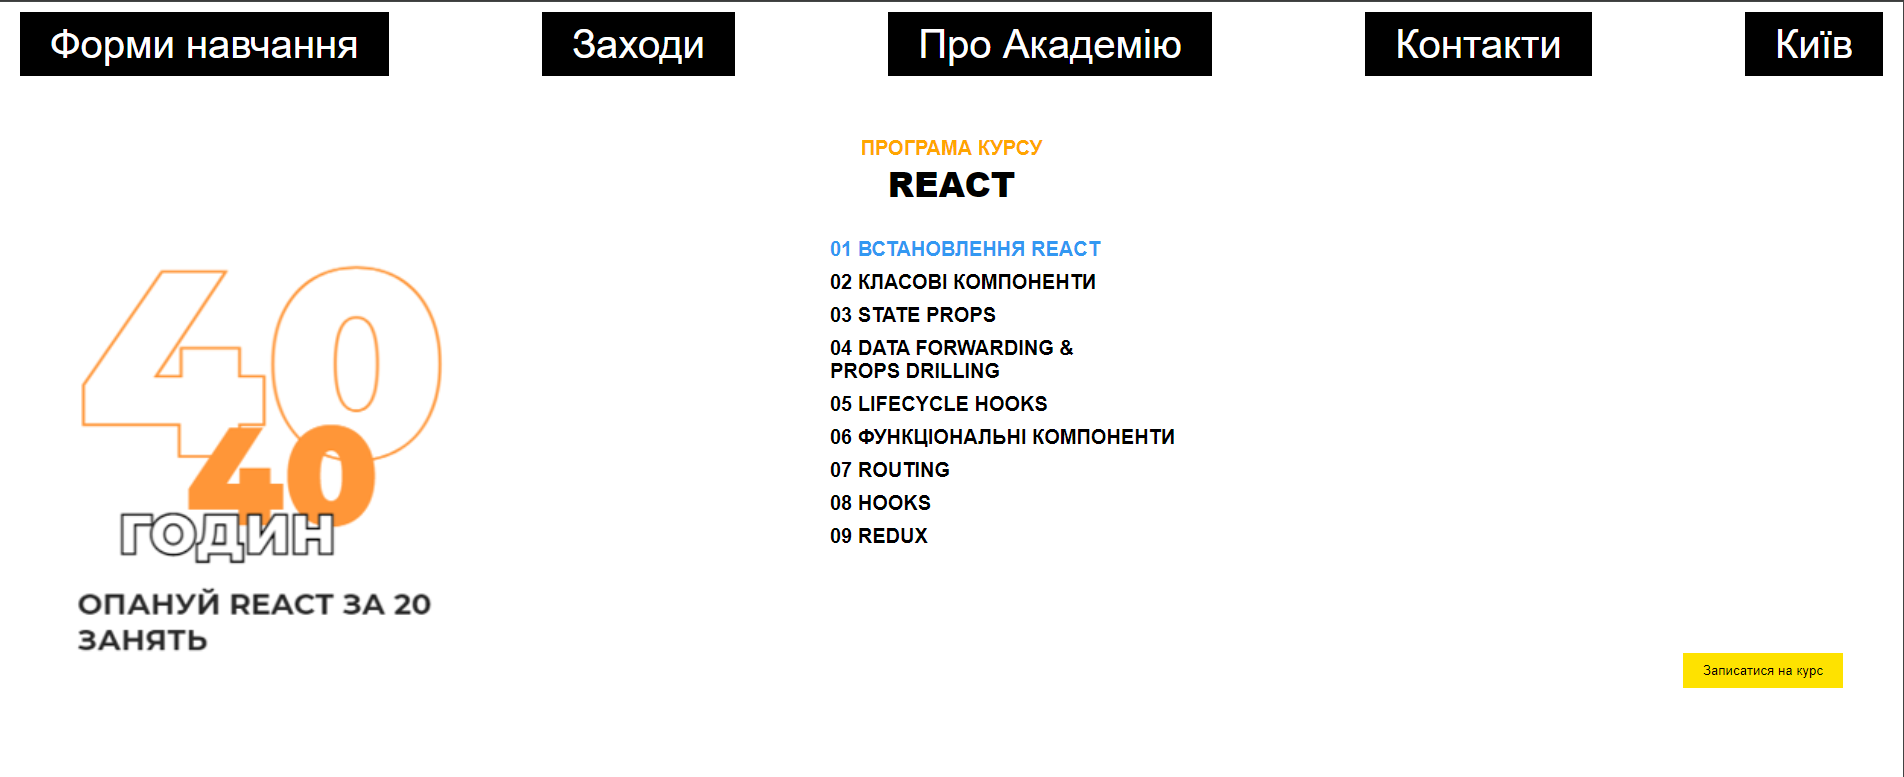 Форми навчання
Заходи
Про Академію
Контакти
Київ
ПРОГРАМА КУРСУ
REACT
01 ВСТАНОВЛЕННЯ REACT
02 КЛАСОВІ КОМПОНЕНТИ
03 STATE PROPS
04 DATA FORWARDING &
PROPS DRILLING
05 LIFECYCLE HOOKS
06 ФУНКЦІОНАЛЬНІ КОМПОНЕНТИ
07 ROUTING
08 HOOKS
09 REDUX
40
40
ГОДИН
ОПАНУЙ REACT ЗА 20
ЗАНЯТЬ
Записатися на курс